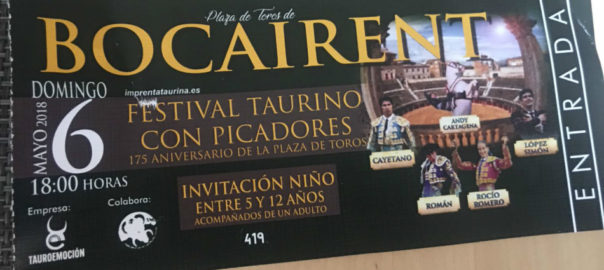 Plaza de Toros de
BOCAIRENT
DOMINGO
6
MAYO 2018
18:00 HORAS
imprentataurina.es
FESTIVAL TAURINO
CON PICADORES
175 ANIVERSARIO DE LA PLAZA DE TOROS
INVITACIÓN NIÑO
ENTRE 5 Y 12 AÑOS
ACOMPAÑADOS DE UN ADULTO
419
Empresa:
TAUROEMOCIÓN
Colabora:
CAYETANO
ANDY
CARTAGENA
LÓPEZ
SIMÓN
ROMÁN
ROCÍO
ROMERO
ENTRADA